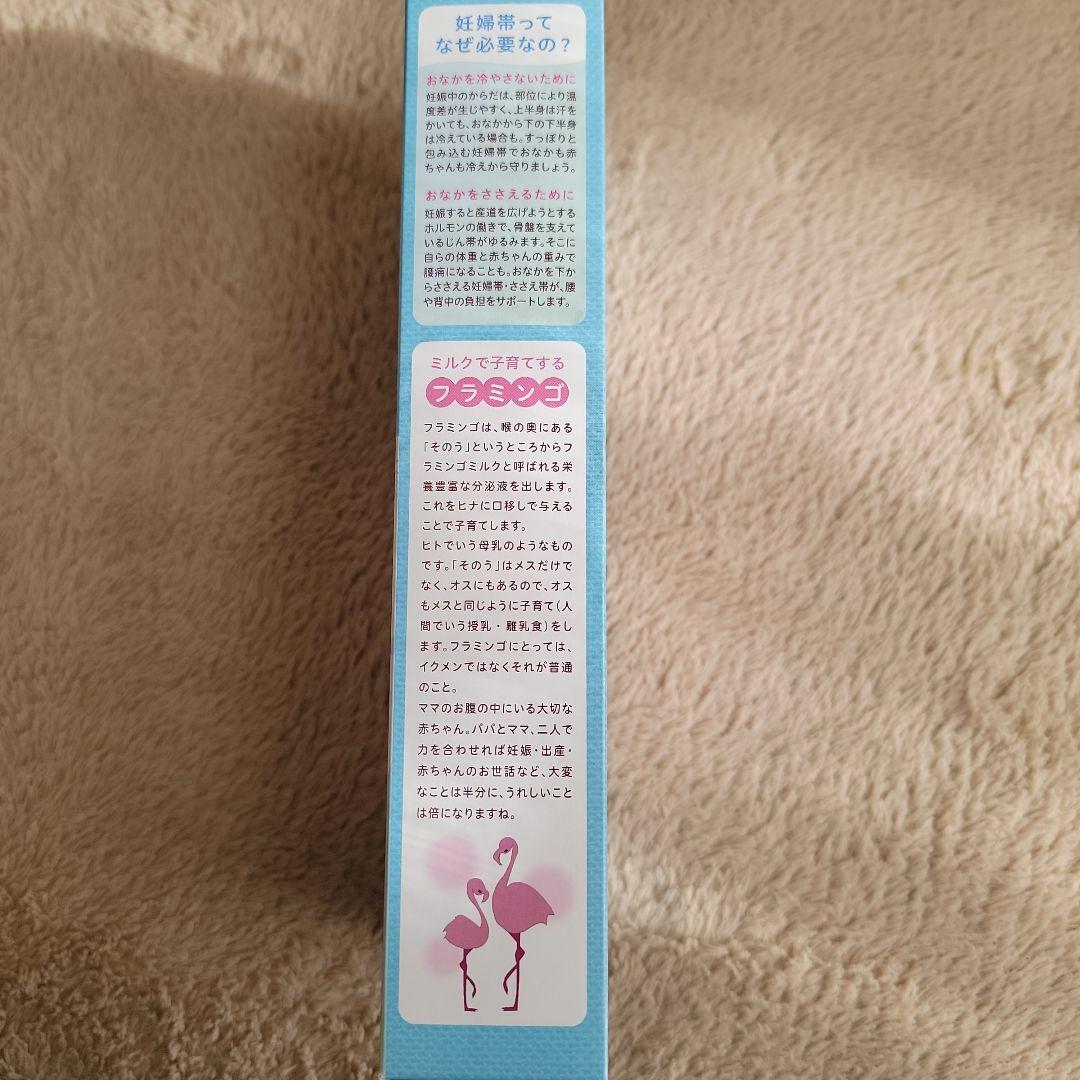 妊婦帯って
なぜ必要なの？
おなかを冷やさないために
妊娠中のからだは、部位により温
度差が生じやすく、上半身は汗を
かいても、おなかから下の下半身
は冷えている場合も。すっぽりと
包み込む妊婦帯でおなかも赤
ちゃんも冷えから守りましょう。
おなかをささえるために
妊娠すると産道を広げようとする
ホルモンの働きで、骨盤を支えて
いるじん帯がゆるみます。そこに
自らの体重と赤ちゃんの重みで
腰痛になることも。おなかを下か
らささえる妊婦帯・ささえ帯が、腰
や背中の負担をサポートします。
ミルクで子育てする
フラミンゴ
フラミンゴは、喉の奥にある
「そのう」というところからフ
ラミンゴミルクと呼ばれる栄
養豊富な分泌液を出します。
これをヒナに口移しで与える
ことで子育てします。
ヒトでいう母乳のようなもの
です。「そのう」はメスだけで
なく、オスにもあるので、オス
もメスと同じように子育て(人
間でいう授乳・離乳食)をし
ます。フラミンゴにとっては、
イクメンではなくそれが普通
のこと。
ママのお腹の中にいる大切な
赤ちゃん。パパとママ、二人で
力を合わせれば妊娠・出産・
赤ちゃんのお世話など、大変
なことは半分に、うれしいこと
は倍になりますね。